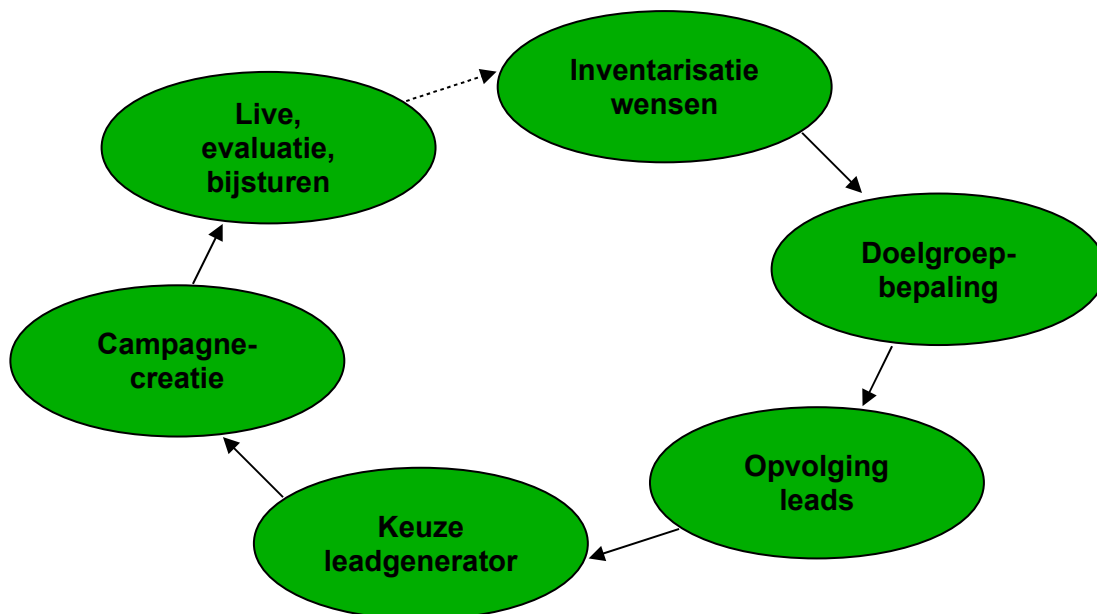 Inventarisatie
wensen
Doelgroep-
bepaling
Opvolging
leads
Keuze
leadgenerator
Campagne-
creatie
Live,
evaluatie,
bijsturen